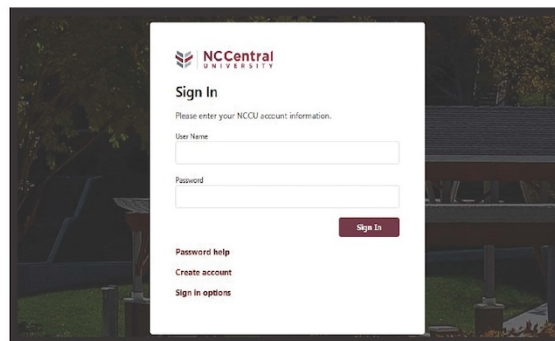 NCCentral
UNIVERSITY
Sign In
Please enter your NCCU account information.
User Name
Password
Sign In
Password help
Create account
Sign in options